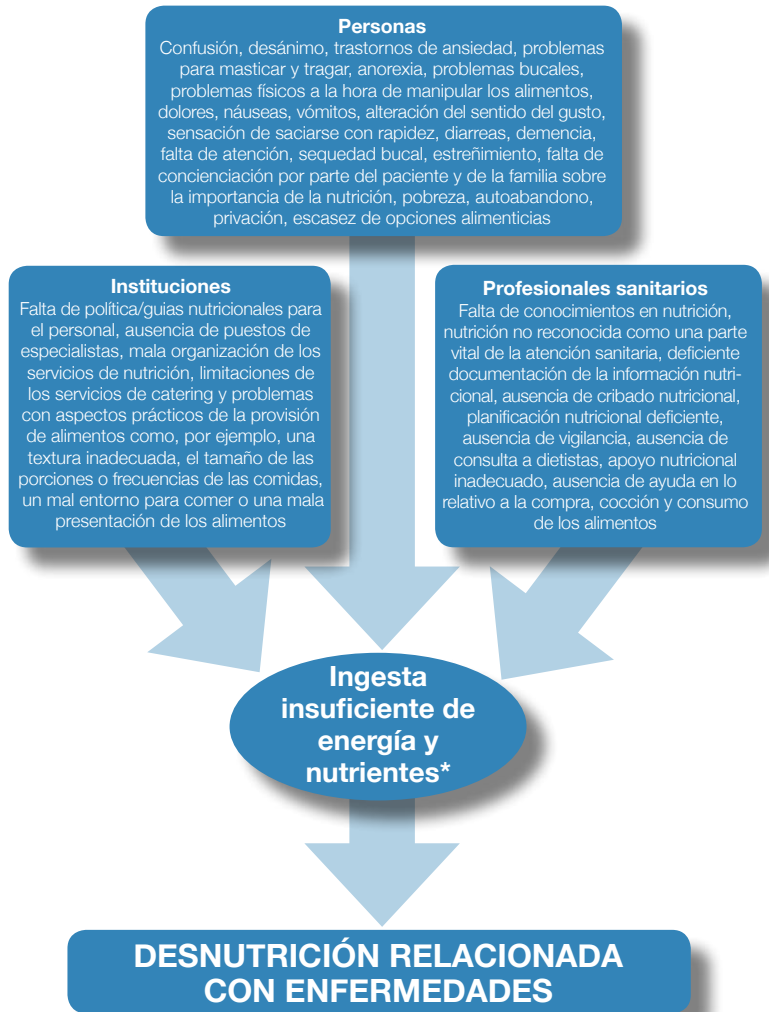 Personas
Confusión, desánimo, trastornos de ansiedad, problemas
para masticar y tragar, anorexia, problemas bucales,
problemas físicos a la hora de manipular los alimentos,
dolores, náuseas, vómitos, alteración del sentido del gusto,
sensación de saciarse con rapidez, diarreas, demencia,
falta de atención, sequedad bucal, estreñimiento, falta de
concienciación por parte del paciente y de la familia sobre
la importancia de la nutrición, pobreza, autoabandono,
privación, escasez de opciones alimenticias
Instituciones
Falta de política/guias nutricionales para
el personal, ausencia de puestos de
especialistas, mala organización de los
servicios de nutrición, limitaciones de
los servicios de catering y problemas
con aspectos prácticos de la provisión
de alimentos como, por ejemplo, una
textura inadecuada, el tamaño de las
porciones o frecuencias de las comidas,
un mal entorno para comer o una mala
presentación de los alimentos
Profesionales sanitarios
Falta de conocimientos en nutrición,
nutrición no reconocida como una parte
vital de la atención sanitaria, deficiente
documentación de la información nutri-
cional, ausencia de cribado nutricional,
planificación nutricional deficiente,
ausencia de vigilancia, ausencia de
consulta a dietistas, apoyo nutricional
inadecuado, ausencia de ayuda en lo
relativo a la compra, cocción y consumo
de los alimentos
Ingesta
insuficiente de
energía y
nutrientes*
DESNUTRICIÓN RELACIONADA
CON ENFERMEDADES